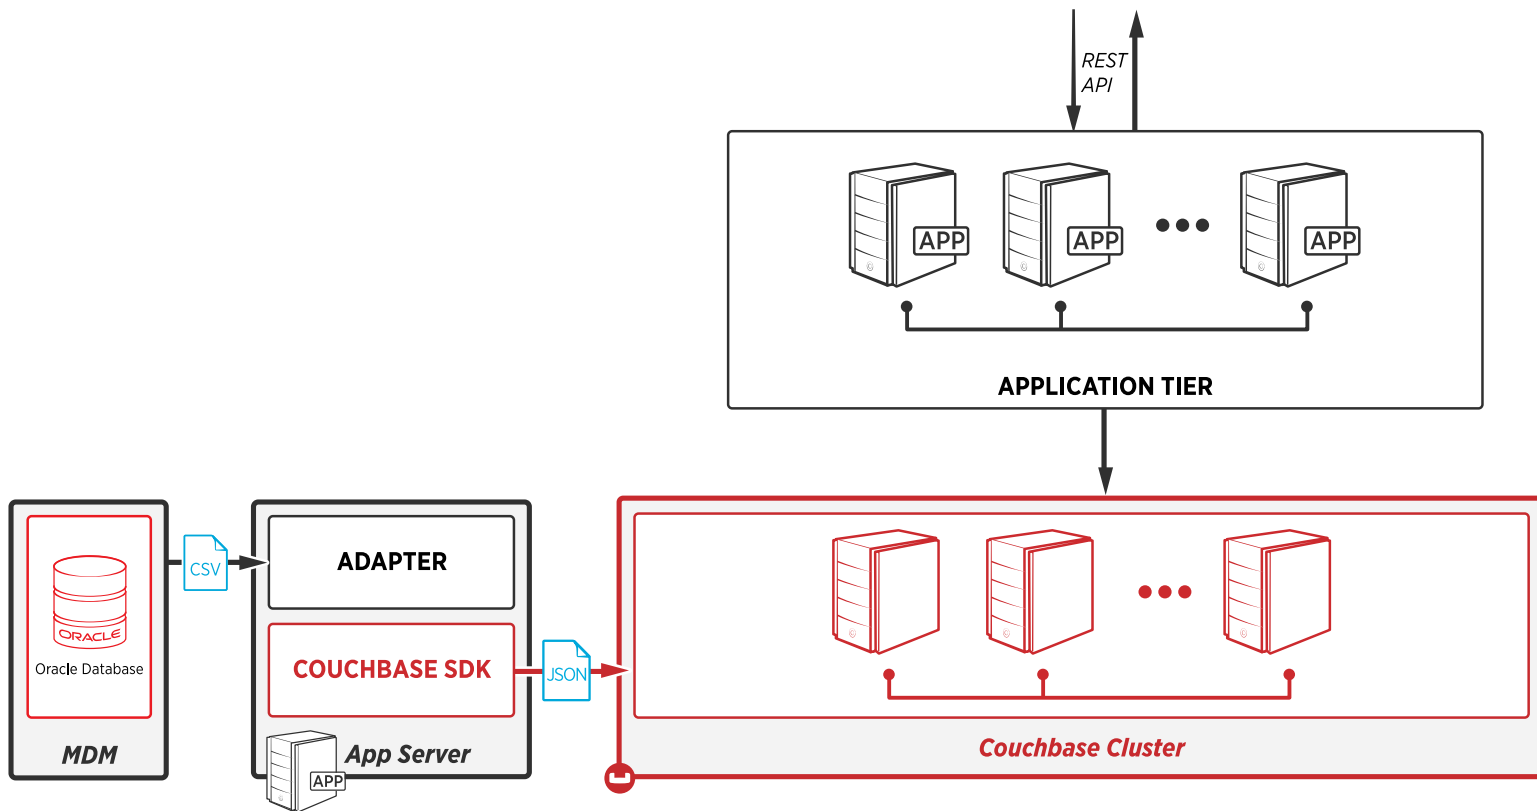 REST
API
APP
APP
APP
APPLICATION TIER
CSV
ORACLE
Oracle Database
MDM
ADAPTER
COUCHBASE SDK
App Server
APP
JSON
Couchbase Cluster